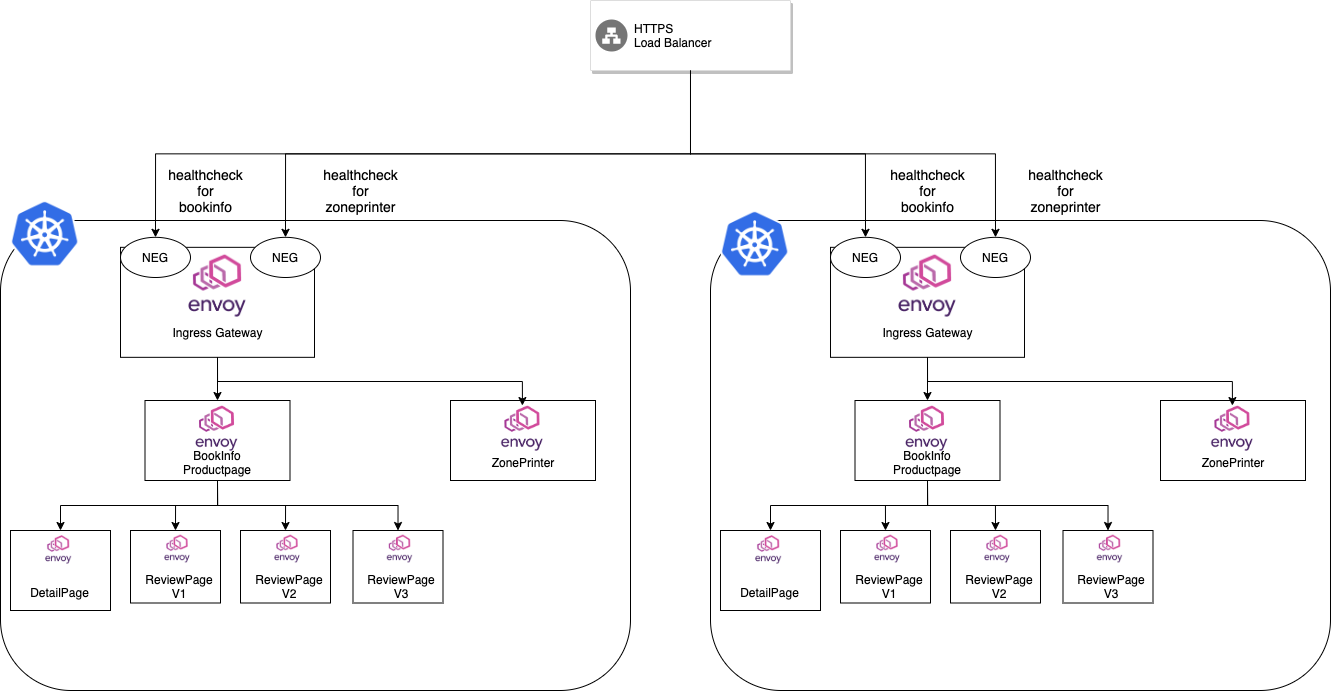 HTTPS
Load Balancer
healthcheck
for
bookinfo
healthcheck
for
zoneprinter
healthcheck
for
bookinfo
healthcheck
for
zoneprinter
NEG
NEG
envoy
Ingress Gateway
NEG
NEG
envoy
Ingress Gateway
envoy
BookInfo
Productpage
envoy
ZonePrinter
envoy
BookInfo
Productpage
envoy
ZonePrinter
envoy
DetailPage
envoy
ReviewPage
V1
envoy
ReviewPage
V2
envoy
ReviewPage
V3
envoy
DetailPage
envoy
ReviewPage
V1
envoy
ReviewPage
V2
envoy
ReviewPage
V3